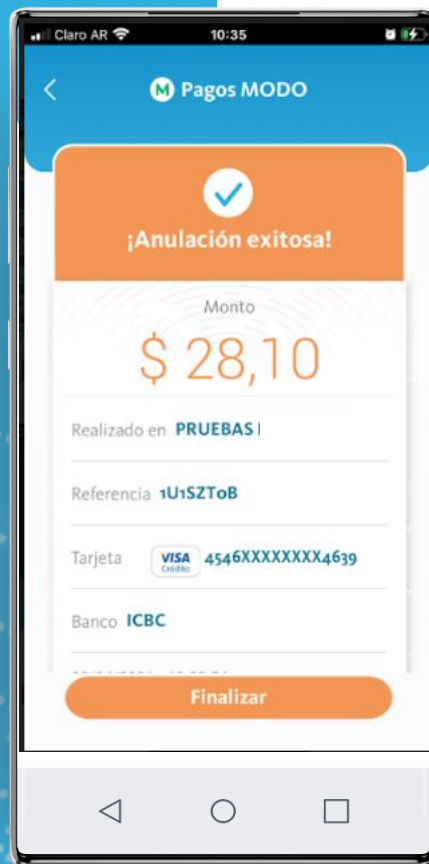 Claro AR 10:35
M Pagos MODO
¡Anulación exitosa!
Monto
$ 28,10
Realizado en PRUEBAS
Referencia 1U1SZT0B
Tarjeta VISA Crédito 4546XXXXXXXX4639
Banco ICBC
Finalizar